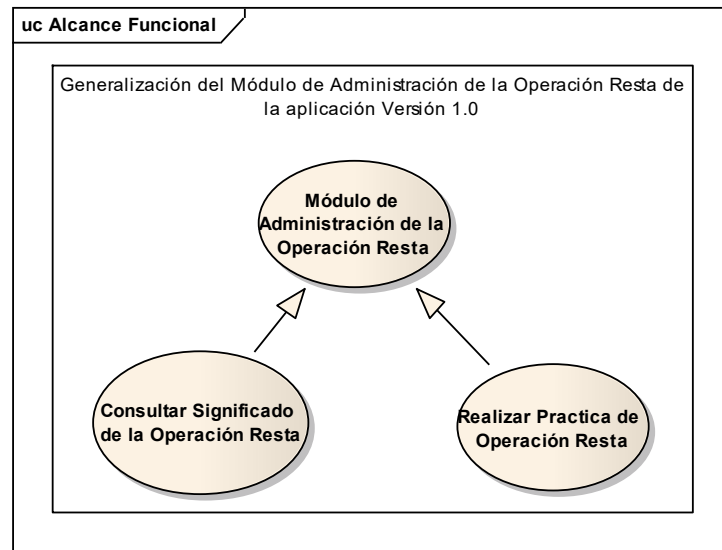 uc Alcance Funcional
Generalización del Módulo de Administración de la Operación Resta de
la aplicación Versión 1.0
Módulo de
Administración de la
Operación Resta
Consultar Significado
de la Operación Resta
Realizar Practica de
Operación Resta